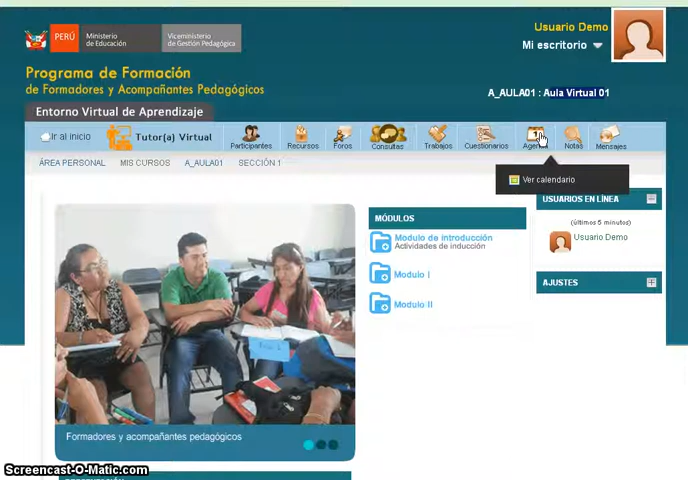 Usuario Demo
PERÚ
Ministerio
de Educación
Viceministerio
de Gestión Pedagógica
Mi escritorio
Programa de Formación
de Formadores y Acompañantes Pedagógicos
A_AULA01 : Aula Virtual 01
Entorno Virtual de Aprendizaje
Ir al inicio
Tutor(a) Virtual
Participantes
Recursos
Foros
Consultas
Trabajos
Cuestionarios
Agenda
Notas
Mensajes
ÁREA PERSONAL
MIS CURSOS
A_AULA01
SECCIÓN 1
Ver calendario
USUARIOS EN LÍNEA
(últimos 5 minutos)
Usuario Demo
AJUSTES
MÓDULOS
Modulo de introducción
Actividades de inducción
Modulo I
Modulo II
Formadores y acompañantes pedagógicos
Screencast-O-Matic.com